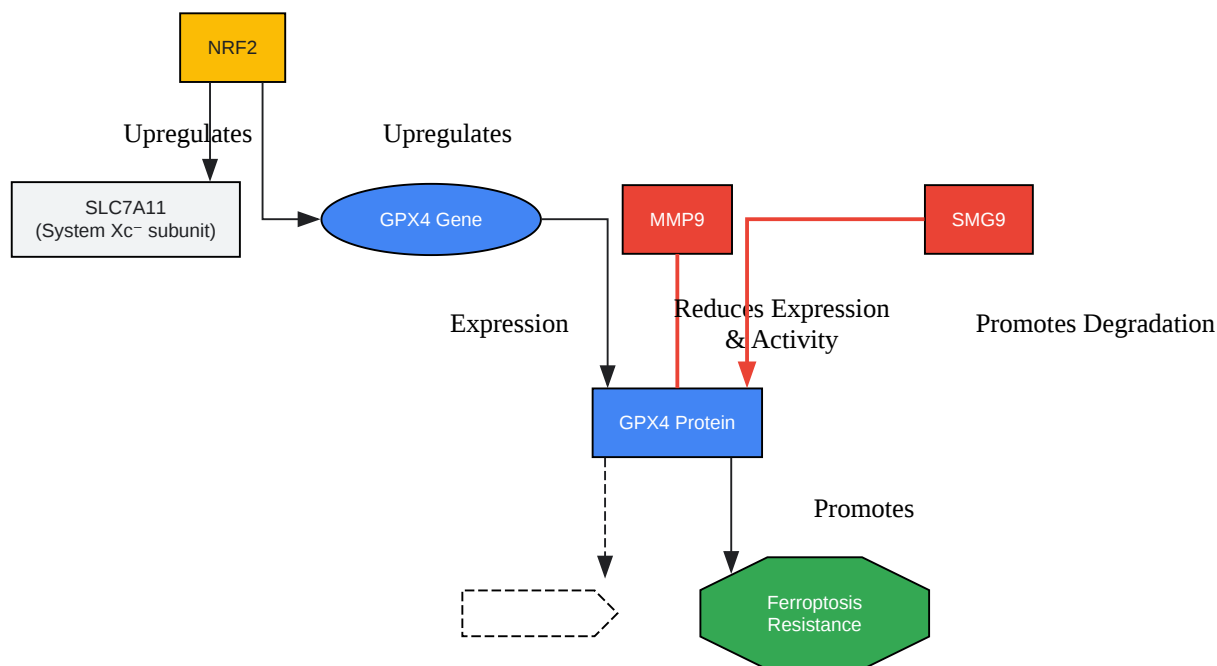 NRF2
Upregulates
Upregulates
SLC7A11
(System Xc⁻ subunit)
GPX4 Gene
MMP9
SMG9
Expression
Reduces Expression
& Activity
Promotes Degradation
GPX4 Protein
Promotes
Ferroptosis
Resistance